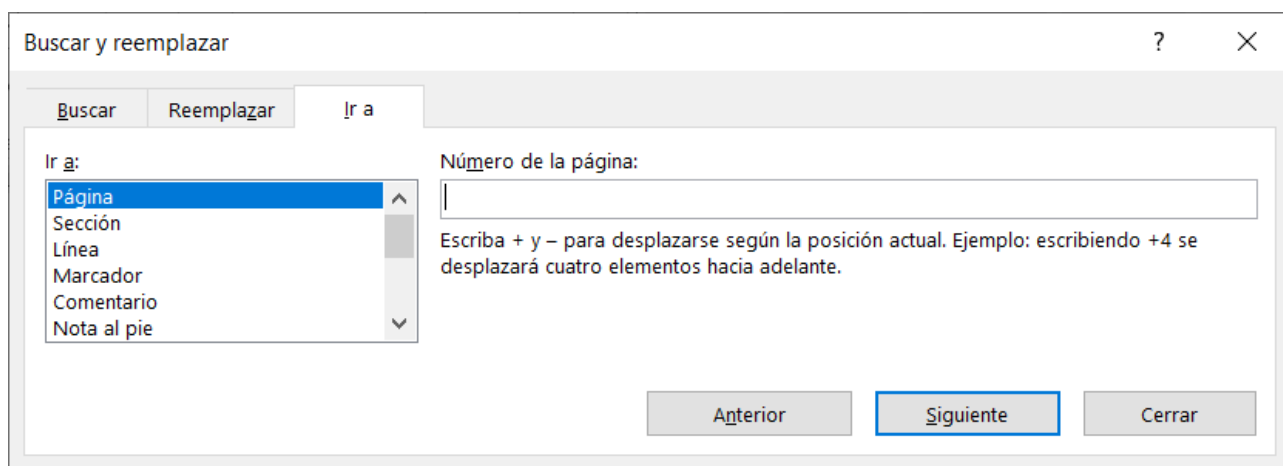 Buscar y reemplazar ?
Buscar Reemplazar Ir a
Ir a:
Página
Sección
Línea
Marcador
Comentario
Nota al pie
Número de la página:
Escriba + y – para desplazarse según la posición actual. Ejemplo: escribiendo +4 se
desplazará cuatro elementos hacia adelante.
Anterior Siguiente Cerrar